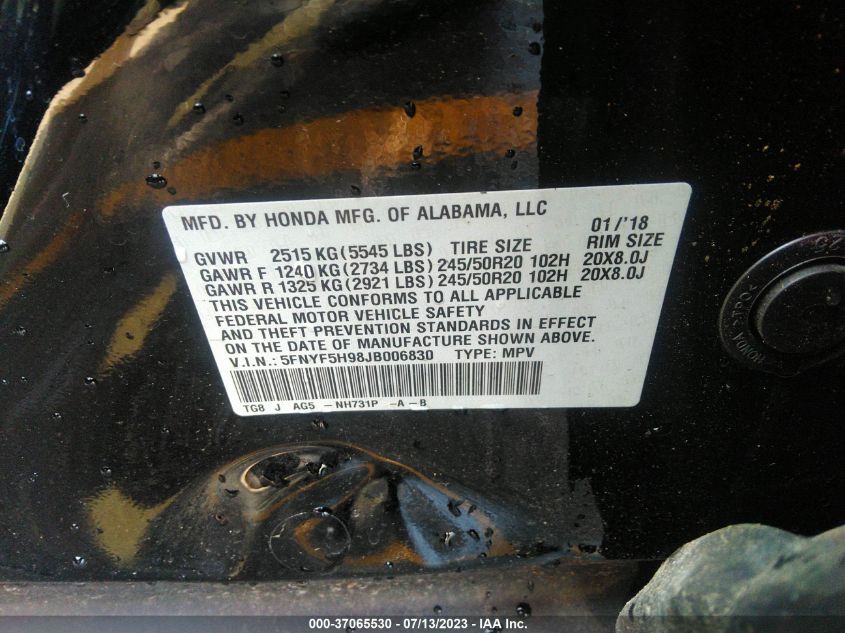 MFD. BY HONDA MFG. OF ALABAMA, LLC 01/'18
GVWR 2515 KG (5545 LBS) TIRE SIZE RIM SIZE
GAWR F 1240 KG (2734 LBS) 245/50R20 102H 20X8.0J
GAWR R 1325 KG (2921 LBS) 245/50R20 102H 20X8.0J
THIS VEHICLE CONFORMS TO ALL APPLICABLE
FEDERAL MOTOR VEHICLE SAFETY
AND THEFT PREVENTION STANDARDS IN EFFECT
ON THE DATE OF MANUFACTURE SHOWN ABOVE.
V.I.N.: 5FNYF5H98JB006830 TYPE: MPV
TG8 J AG5 -NH731P -A-B
HONDA >TPO<
000-37065530 - 07/13/2023 - IAA Inc.